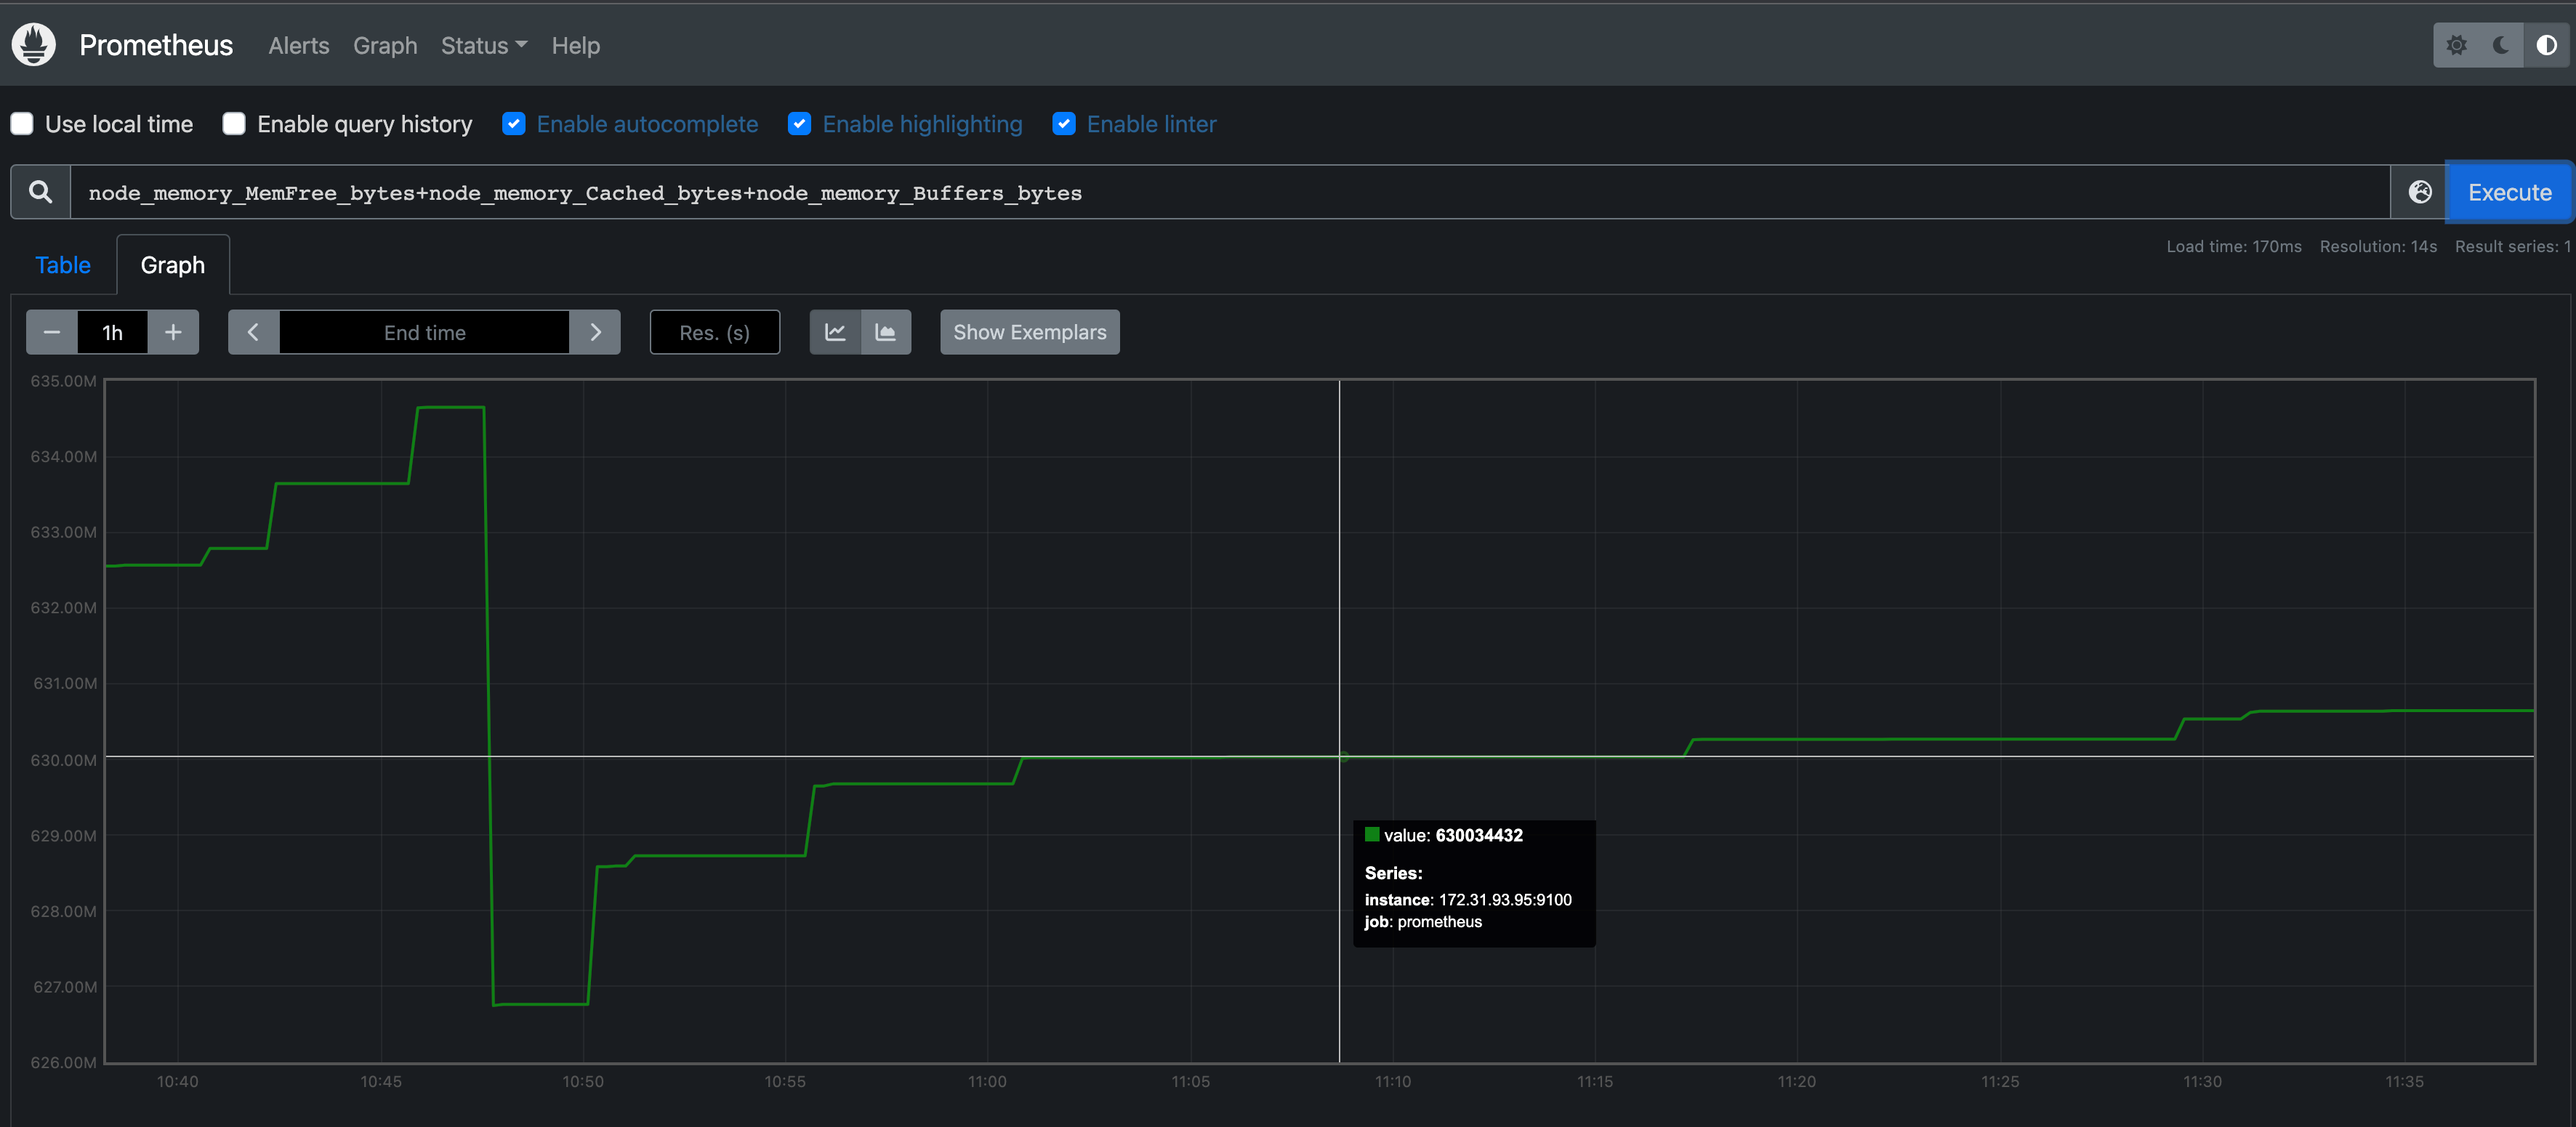 Prometheus Alerts Graph Status Help
Use local time Enable query history Enable autocomplete Enable highlighting Enable linter
node_memory_MemFree_bytes+node_memory_Cached_bytes+node_memory_Buffers_bytes Execute
Load time: 170ms Resolution: 14s Result series: 1
Table Graph
1h End time Res. (s) Show Exemplars
635.00M
634.00M
633.00M
632.00M
631.00M
630.00M
629.00M
628.00M
627.00M
626.00M
value: 630034432
Series:
instance: 172.31.93.95:9100
job: prometheus
10:40 10:45 10:50 10:55 11:00 11:05 11:10 11:15 11:20 11:25 11:30 11:35